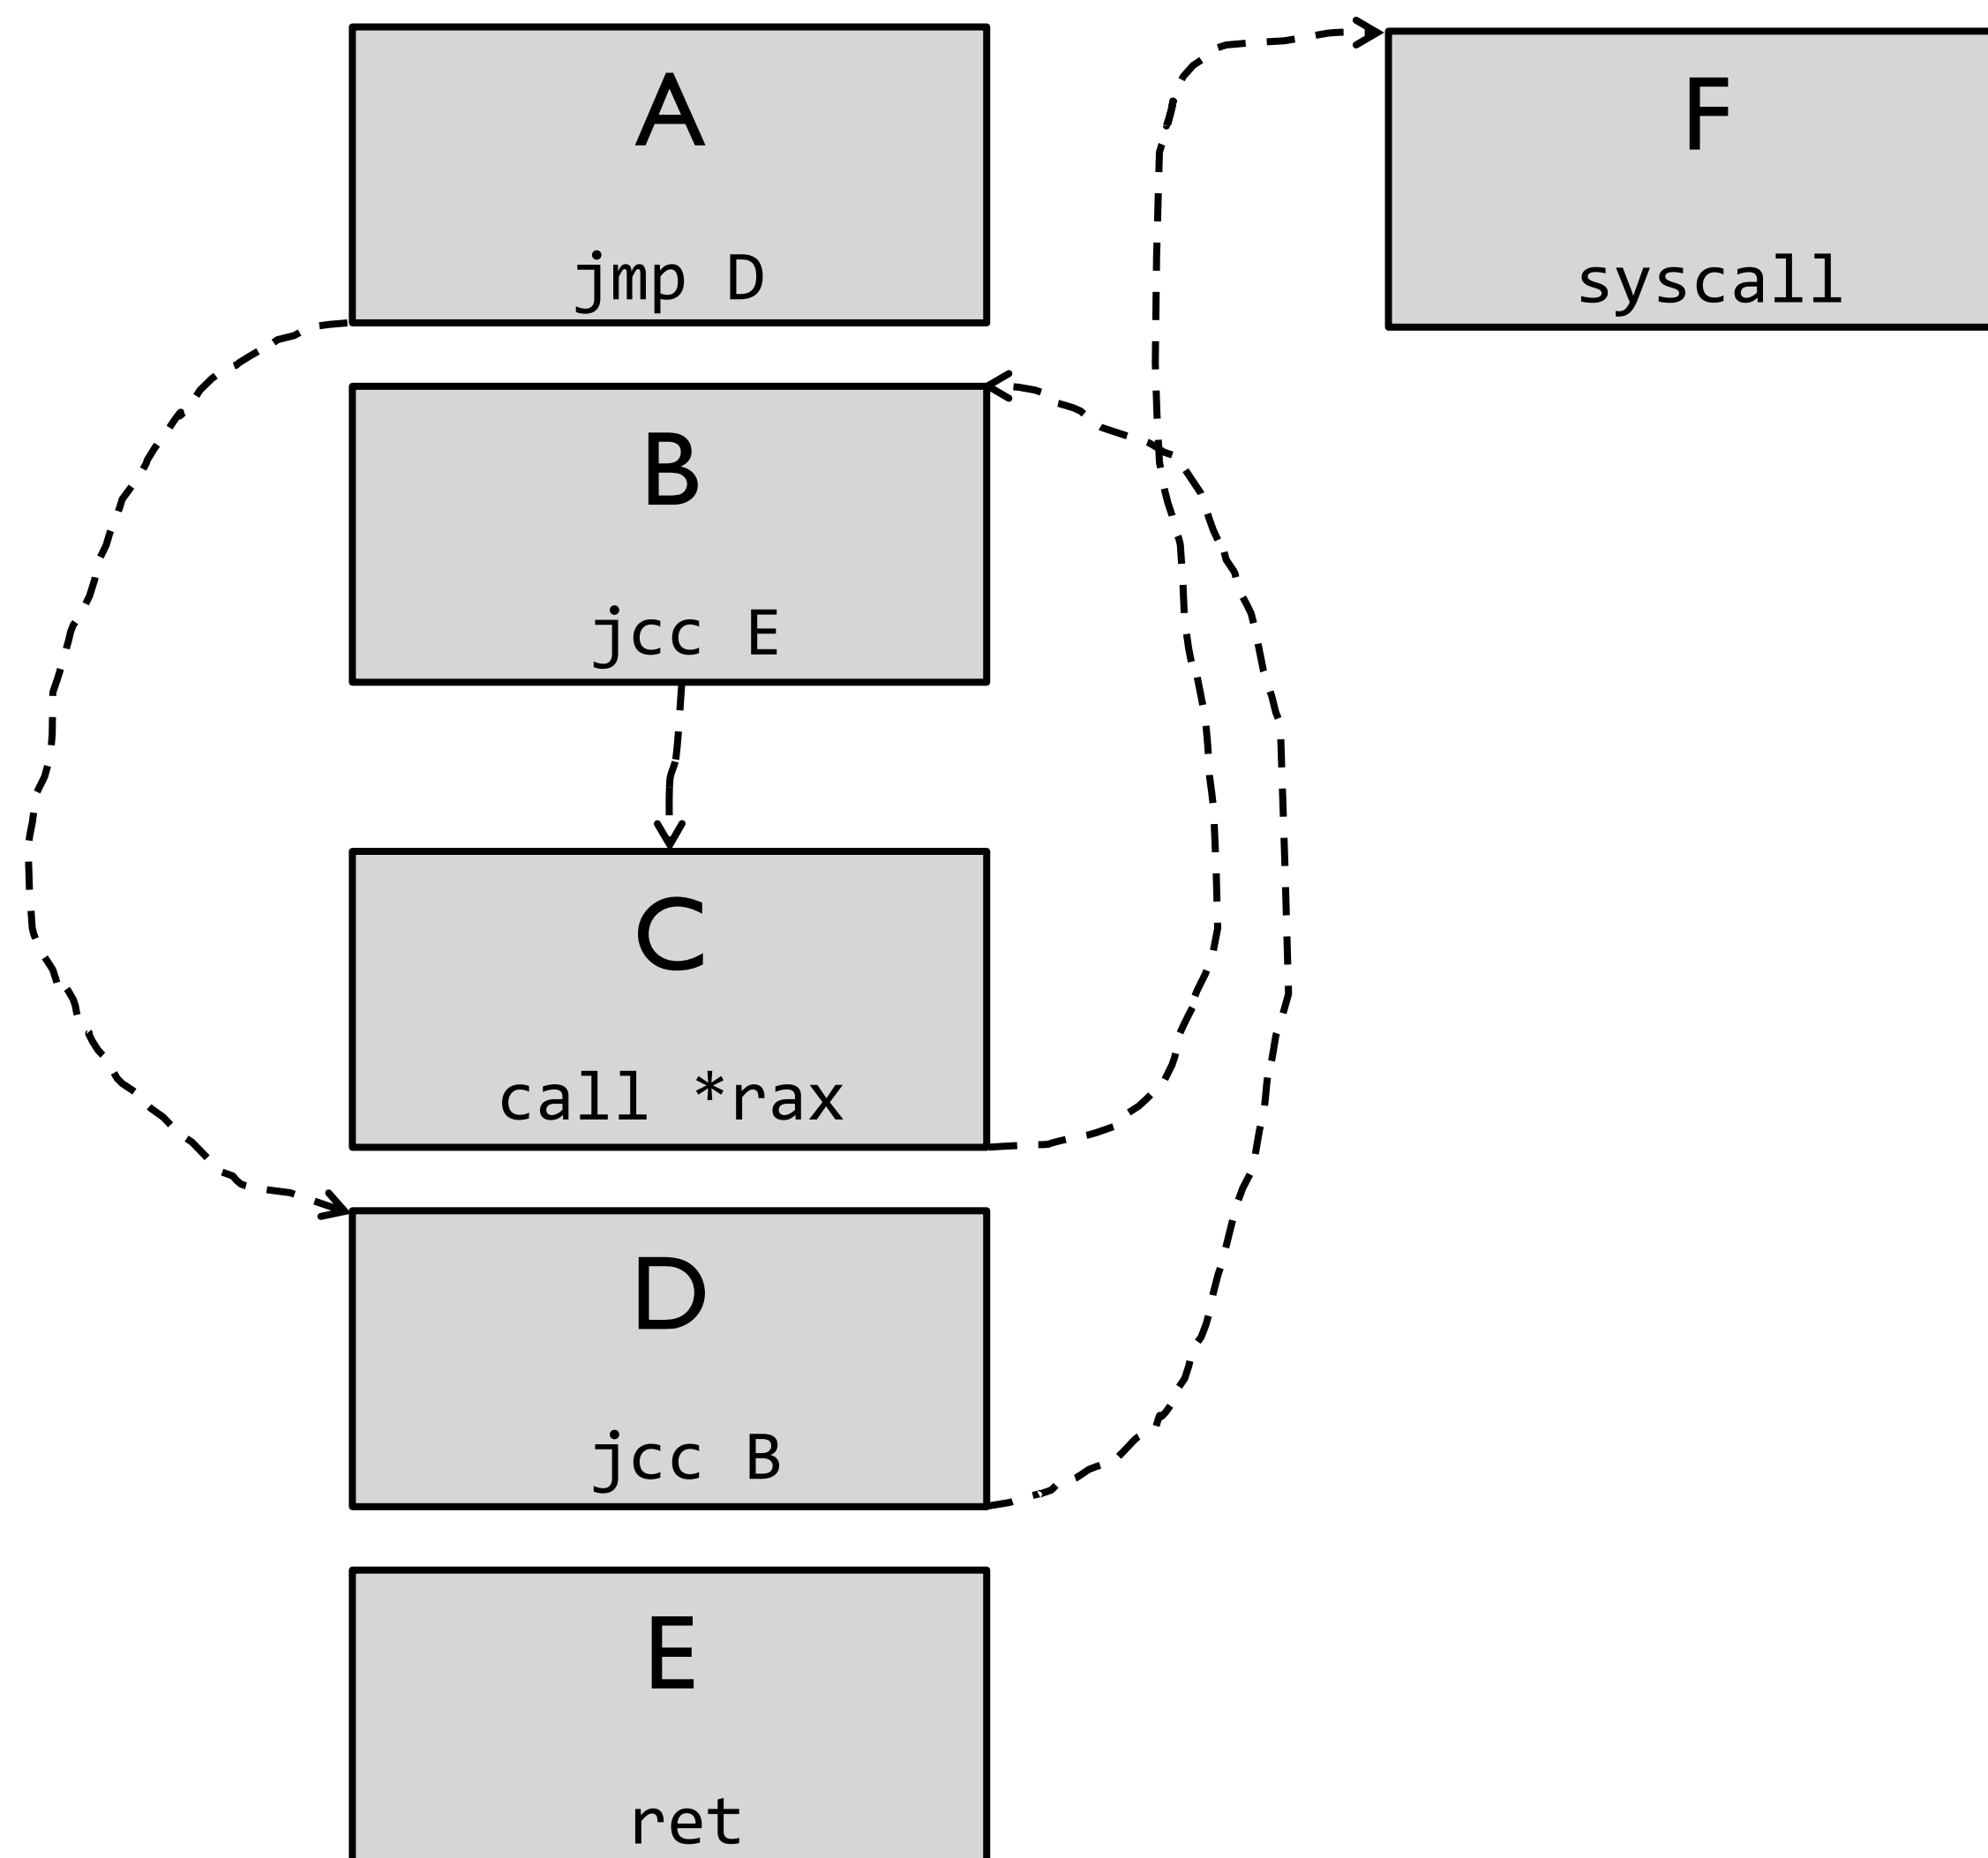 A
jmp D
B
jcc E
C
call *rax
D
jcc B
E
ret
F
syscall